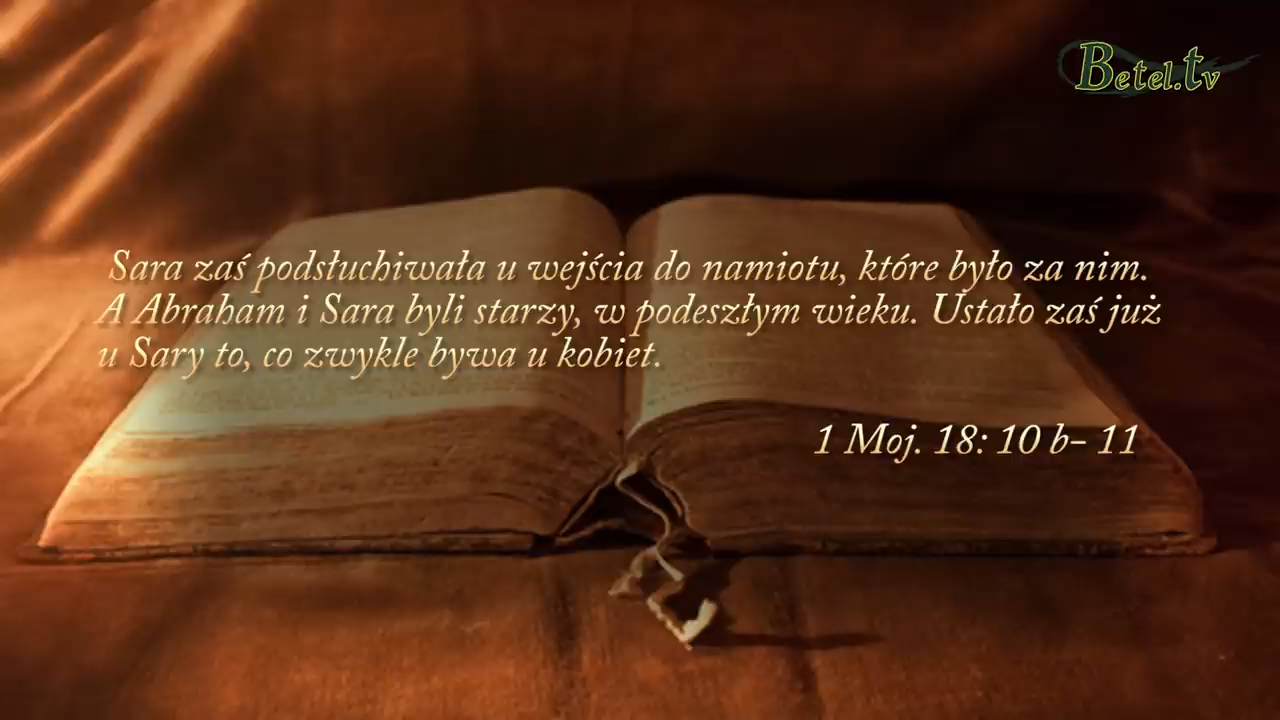 Betel.tv
Sara zaś podsłuchiwała u wejścia do namiotu, które było za nim.
A Abraham i Sara byli starzy, w podeszłym wieku. Ustało zaś już
u Sary to, co zwykle bywa u kobiet.
1 Moj. 18: 10 b- 11